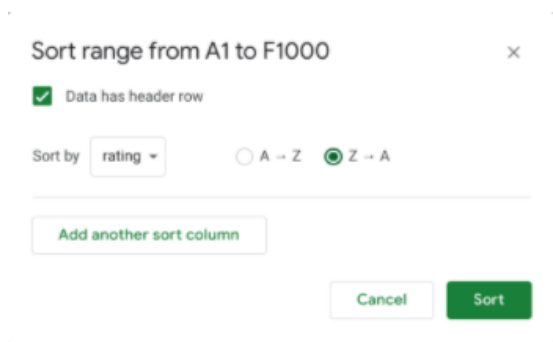 Sort range from A1 to F1000
Data has header row
Sort by rating A → Z Z → A
Add another sort column
Cancel Sort